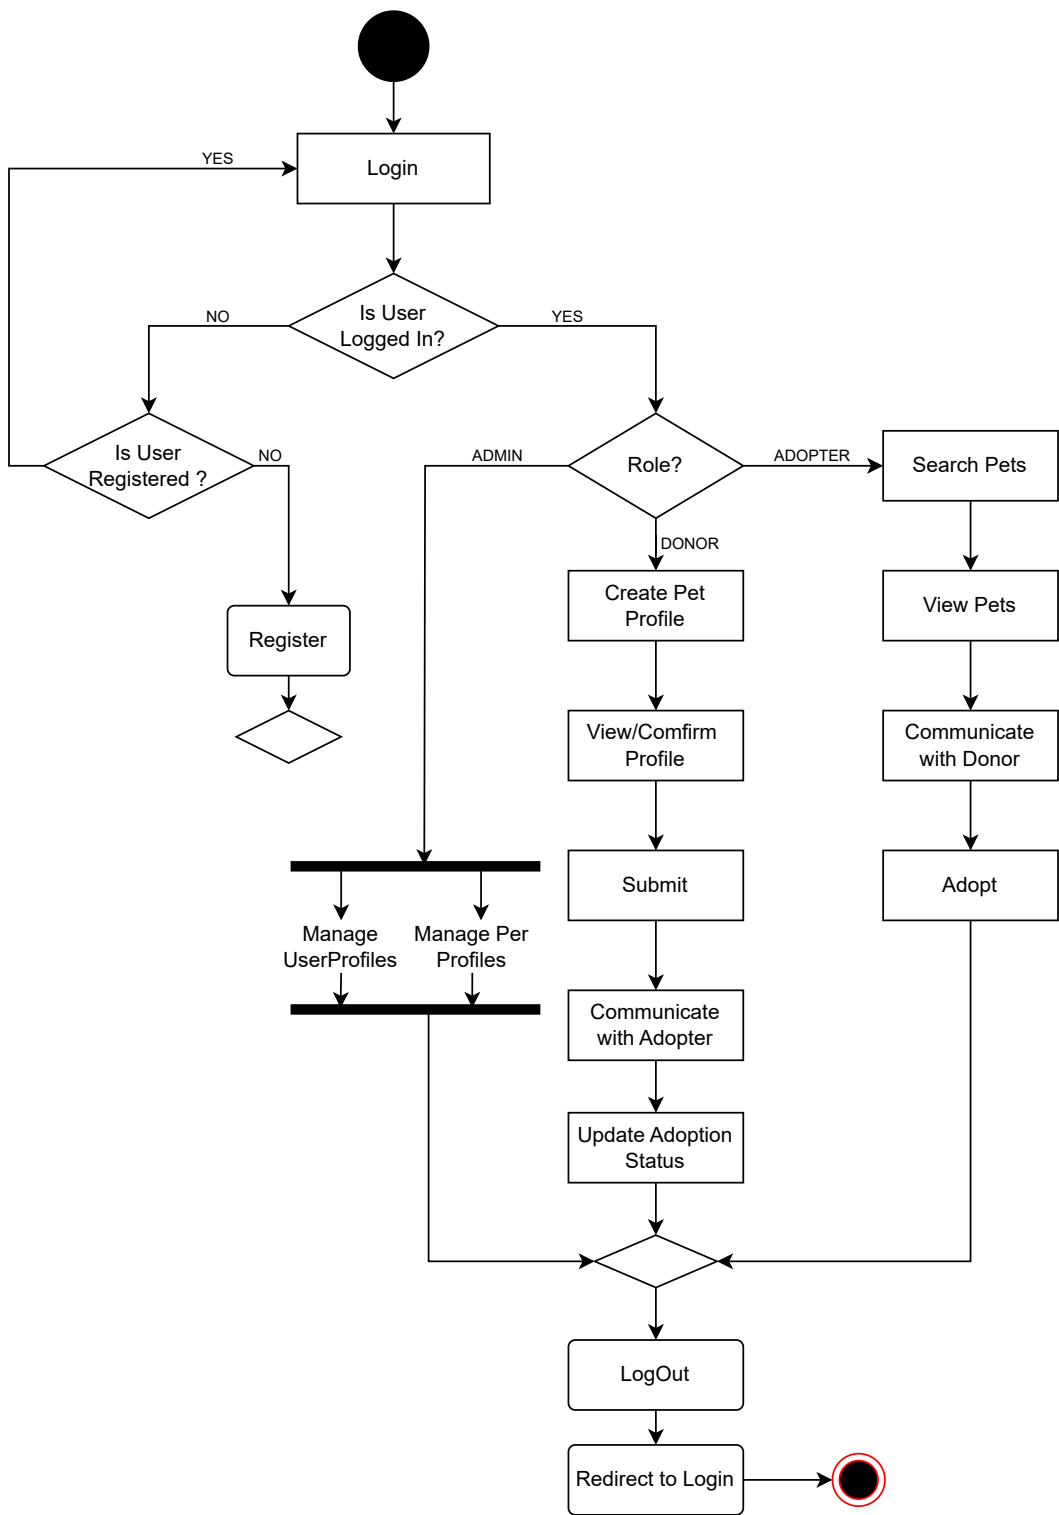 Login
YES
Is User
Logged In?
NO
YES
Is User
Registered ?
NO
Role?
ADMIN
ADOPTER
DONOR
Search Pets
Create Pet
Profile
View Pets
Register
View/Comfirm
Profile
Communicate
with Donor
Submit
Adopt
Manage
UserProfiles
Manage Per
Profiles
Communicate
with Adopter
Update Adoption
Status
LogOut
Redirect to Login